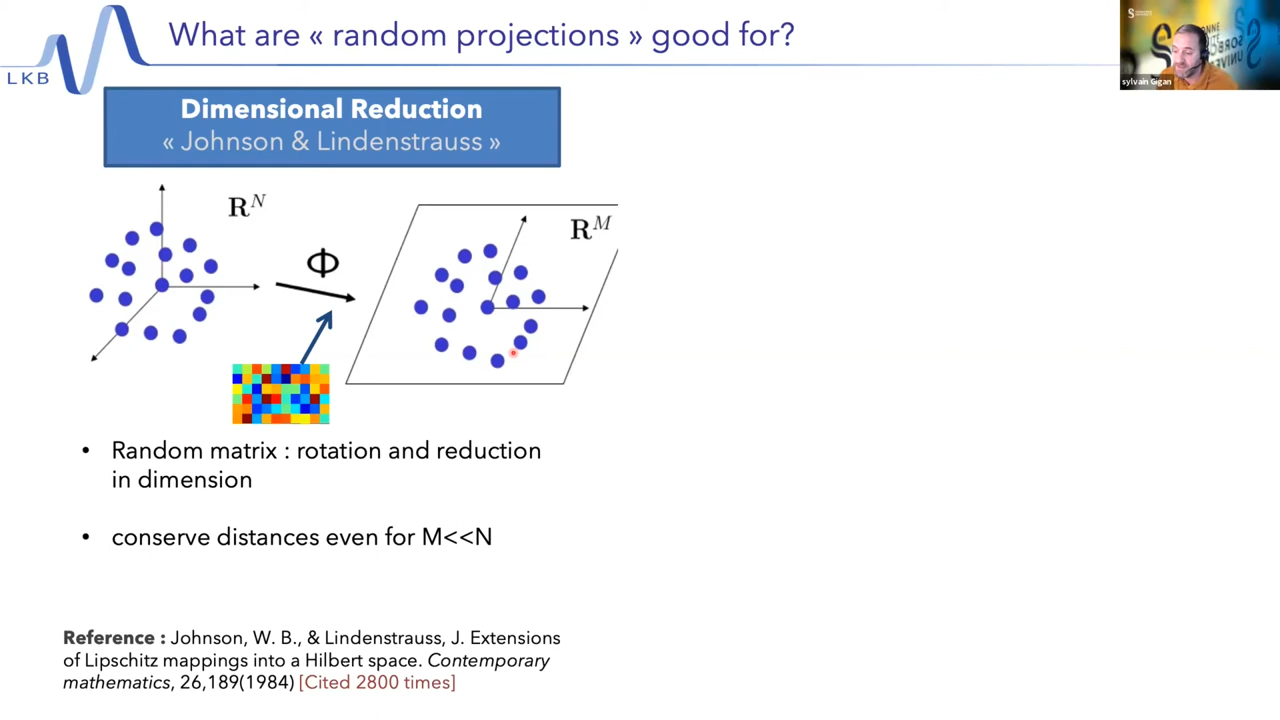 What are « random projections » good for?
LKB
Dimensional Reduction
« Johnson & Lindenstrauss »
R^N
Φ
R^M
• Random matrix : rotation and reduction
in dimension
• conserve distances even for M<<N
Reference : Johnson, W. B., & Lindenstrauss, J. Extensions
of Lipschitz mappings into a Hilbert space. Contemporary
mathematics, 26,189(1984) [Cited 2800 times]
sylvain Gigan